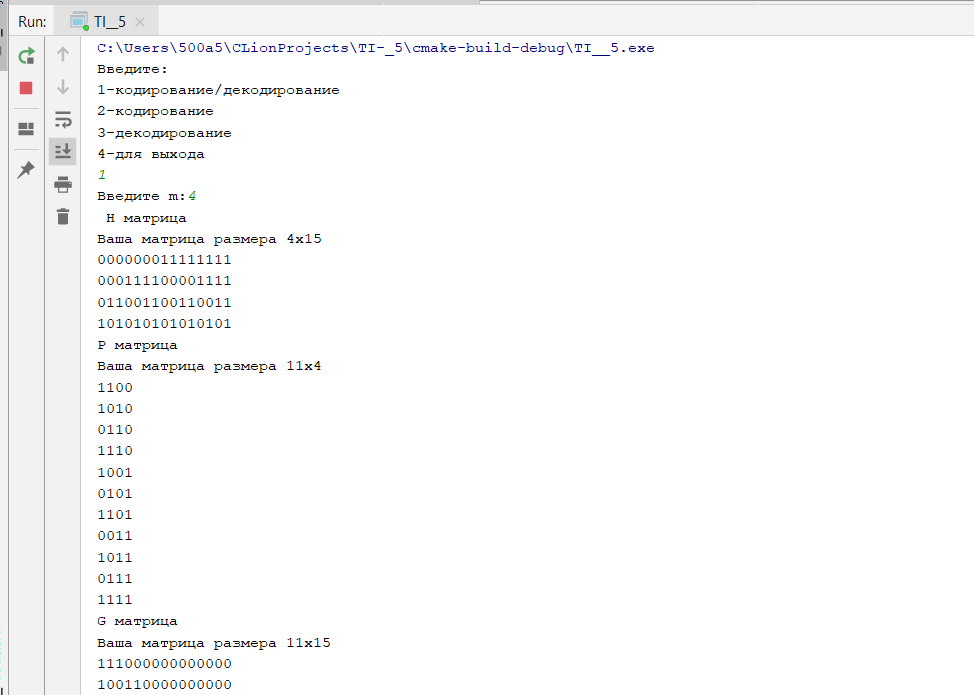 Run: TI__5
C:\Users\500a5\CLionProjects\TI-_5\cmake-build-debug\TI__5.exe
Введите:
1-кодирование/декодирование
2-кодирование
3-декодирование
4-для выхода
1
Введите m:4
H матрица
Ваша матрица размера 4x15
000000011111111
000111100001111
011001100110011
101010101010101
P матрица
Ваша матрица размера 11x4
1100
1010
0110
1110
1001
0101
1101
0011
1011
0111
1111
G матрица
Ваша матрица размера 11x15
111000000000000
100110000000000